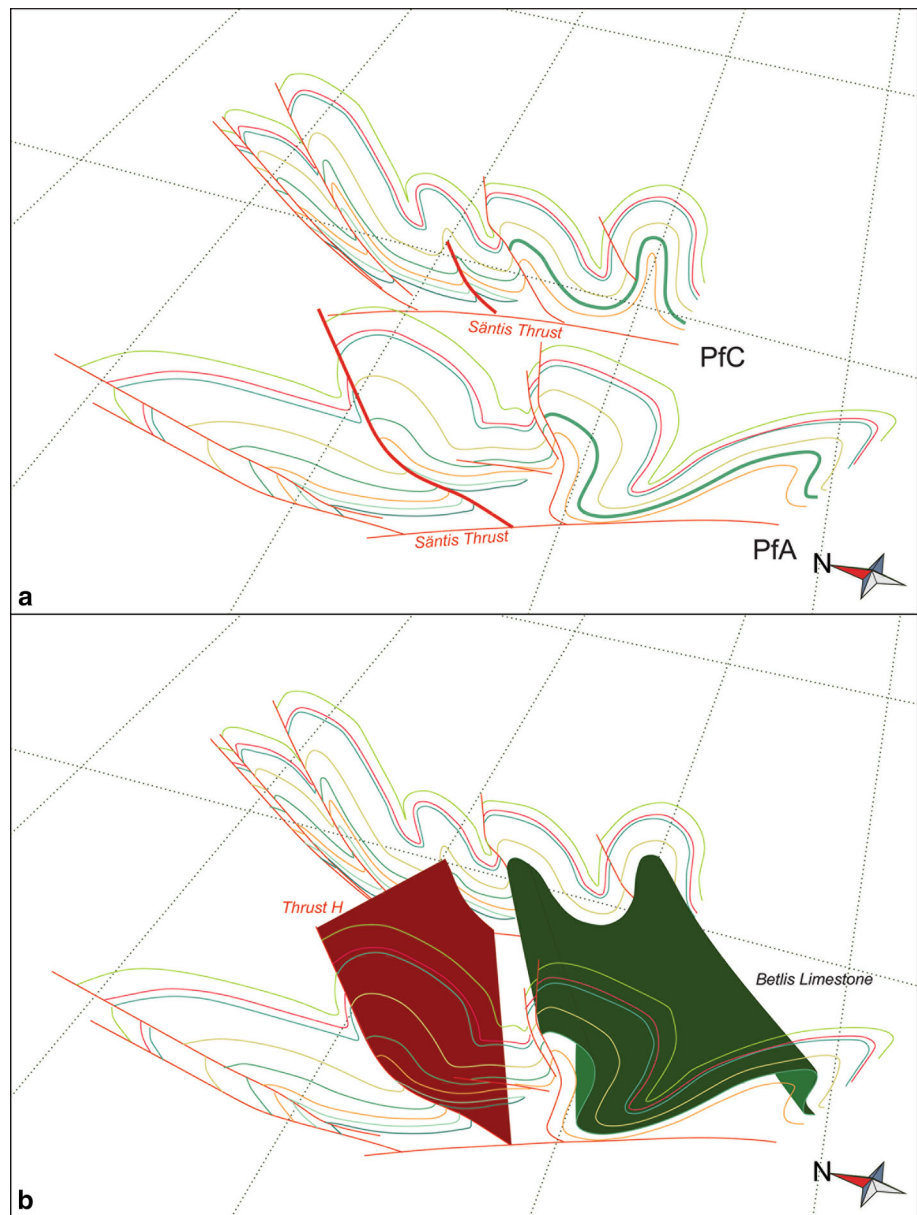 Säntis Thrust
PfC
Säntis Thrust
PfA
N
a
Thrust H
Betlis Limestone
N
b